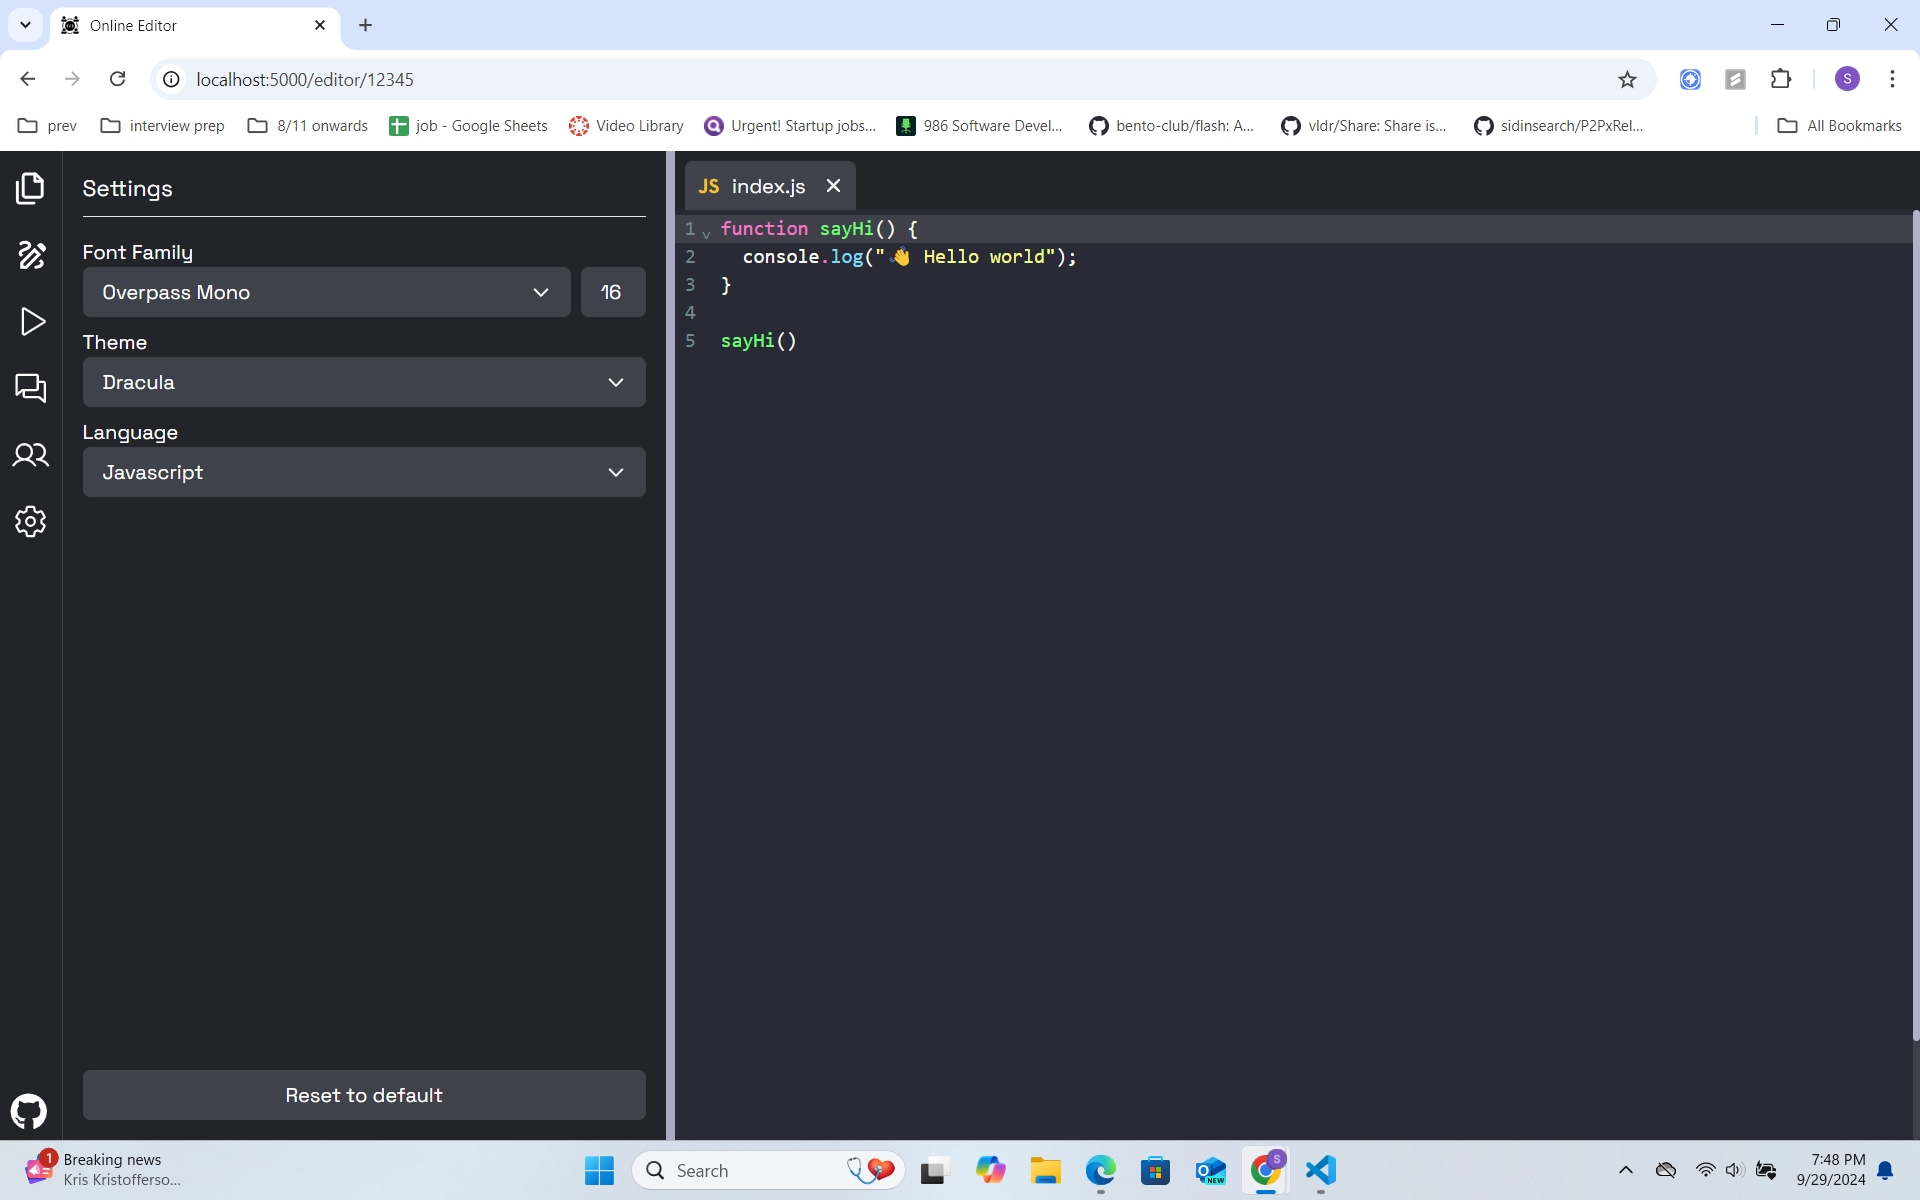 Online Editor
localhost:5000/editor/12345
S
prev
interview prep
8/11 onwards
job - Google Sheets
Video Library
Urgent! Startup jobs...
986 Software Devel...
bento-club/flash: A...
vldr/Share: Share is...
sidinsearch/P2PxRel...
All Bookmarks
Settings
Font Family
Overpass Mono
16
Theme
Dracula
Language
Javascript
Reset to default
JS index.js
1 function sayHi() {
2 console.log("👋 Hello world");
3 }
4
5 sayHi()
1
Breaking news
Kris Kristofferso...
Search
NEW
S
7:48 PM
9/29/2024